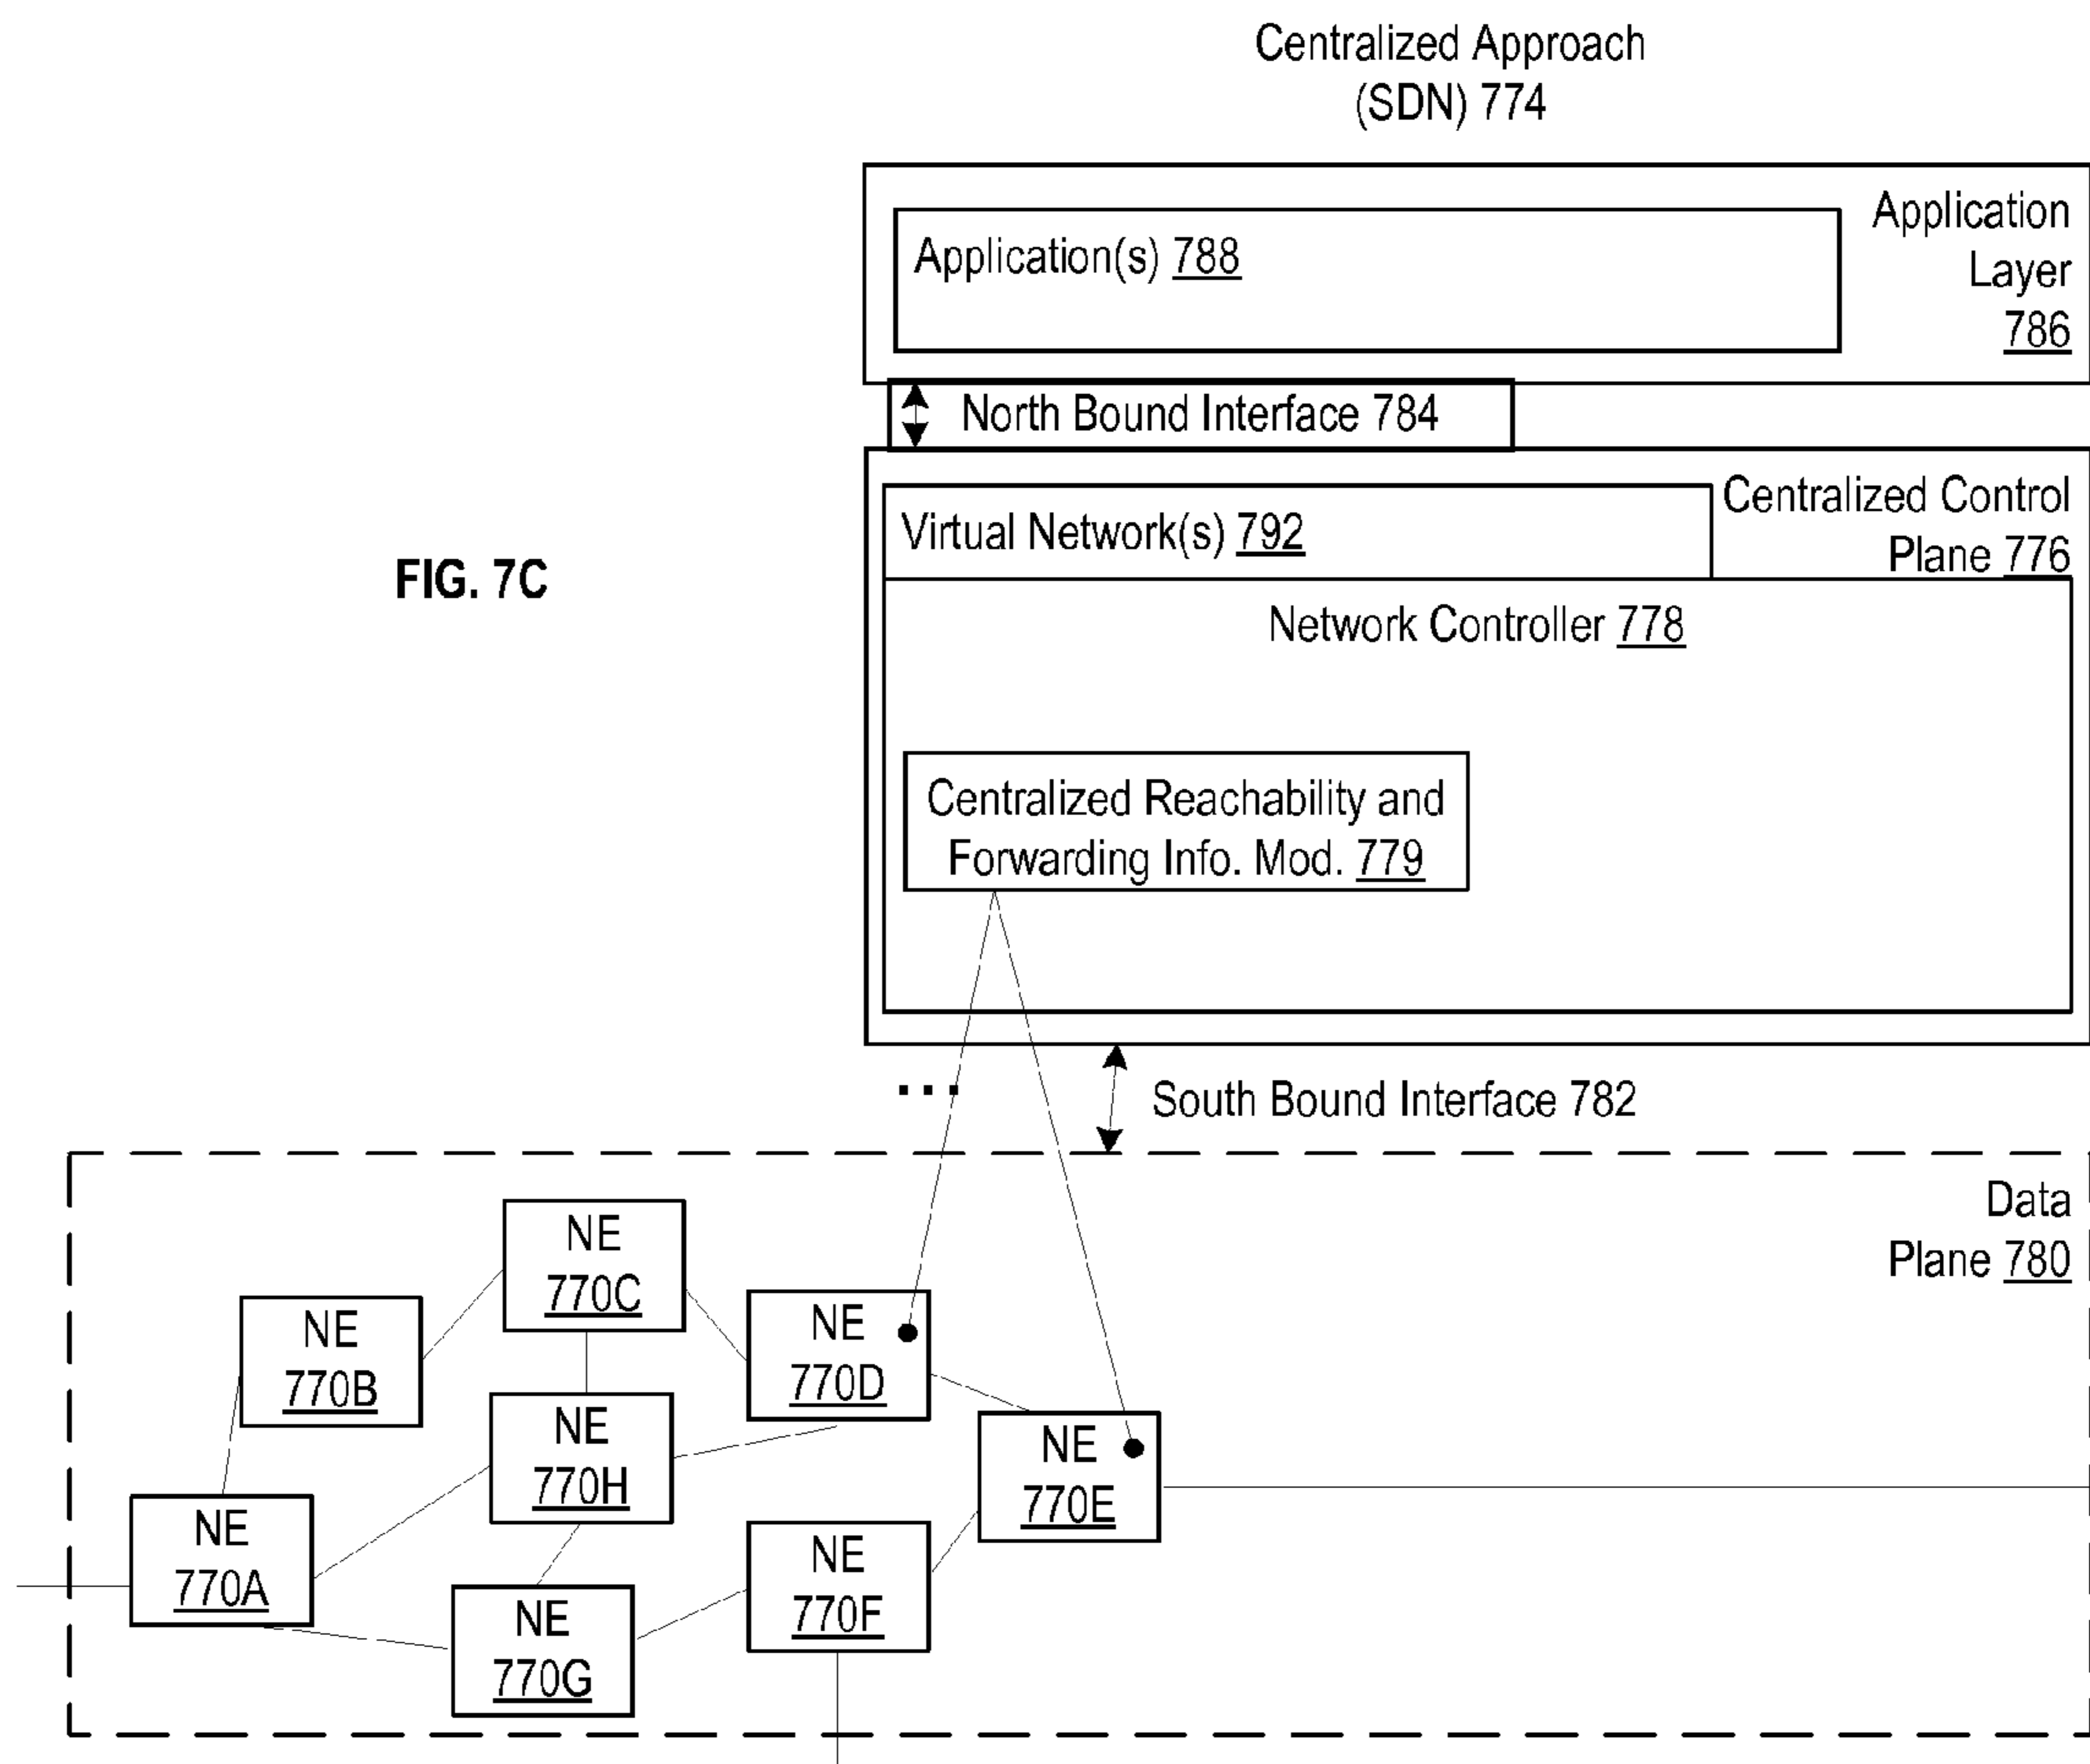 Centralized Approach
(SDN) 774
Application(s) 788
Application
Layer
786
North Bound Interface 784
Virtual Network(s) 792
Centralized Control
Plane 776
FIG. 7C
Network Controller 778
Centralized Reachability and
Forwarding Info. Mod. 779
...
South Bound Interface 782
Data
Plane 780
NE
770C
NE
770B
NE
770D
NE
770H
NE
770E
NE
770A
NE
770F
NE
770G